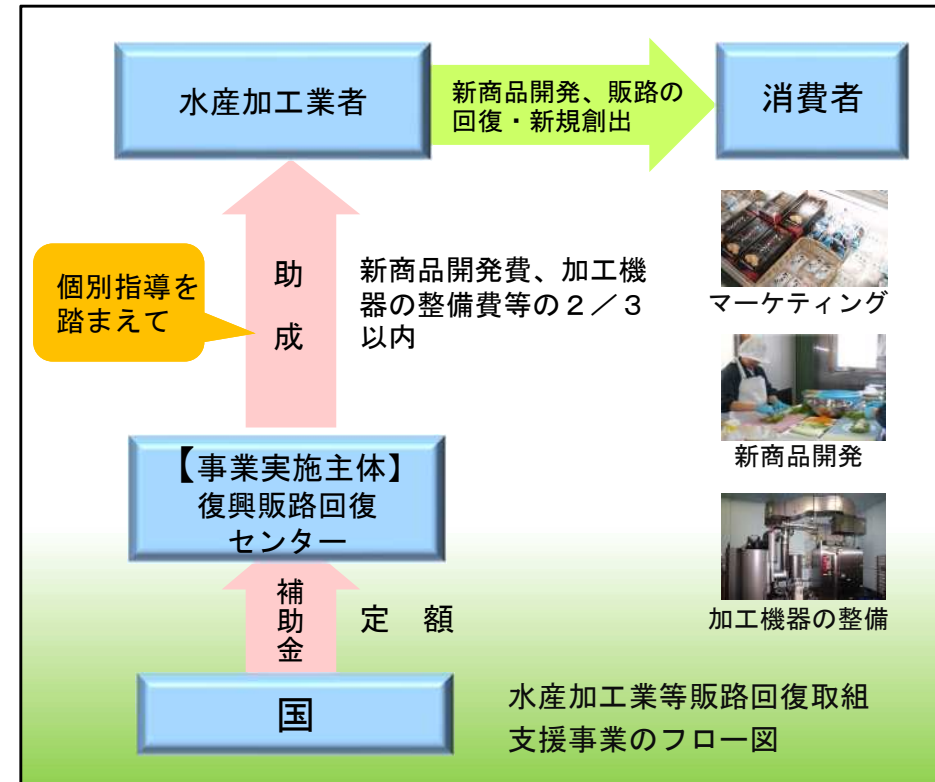 水産加工業者
新商品開発、販路の
回復・新規創出
消費者
個別指導を
踏まえて
助
成
新商品開発費、加工機
器の整備費等の２／３
以内
マーケティング
新商品開発
加工機器の整備
【事業実施主体】
復興販路回復
センター
補助金
定　額
国
水産加工業等販路回復取組
支援事業のフロー図